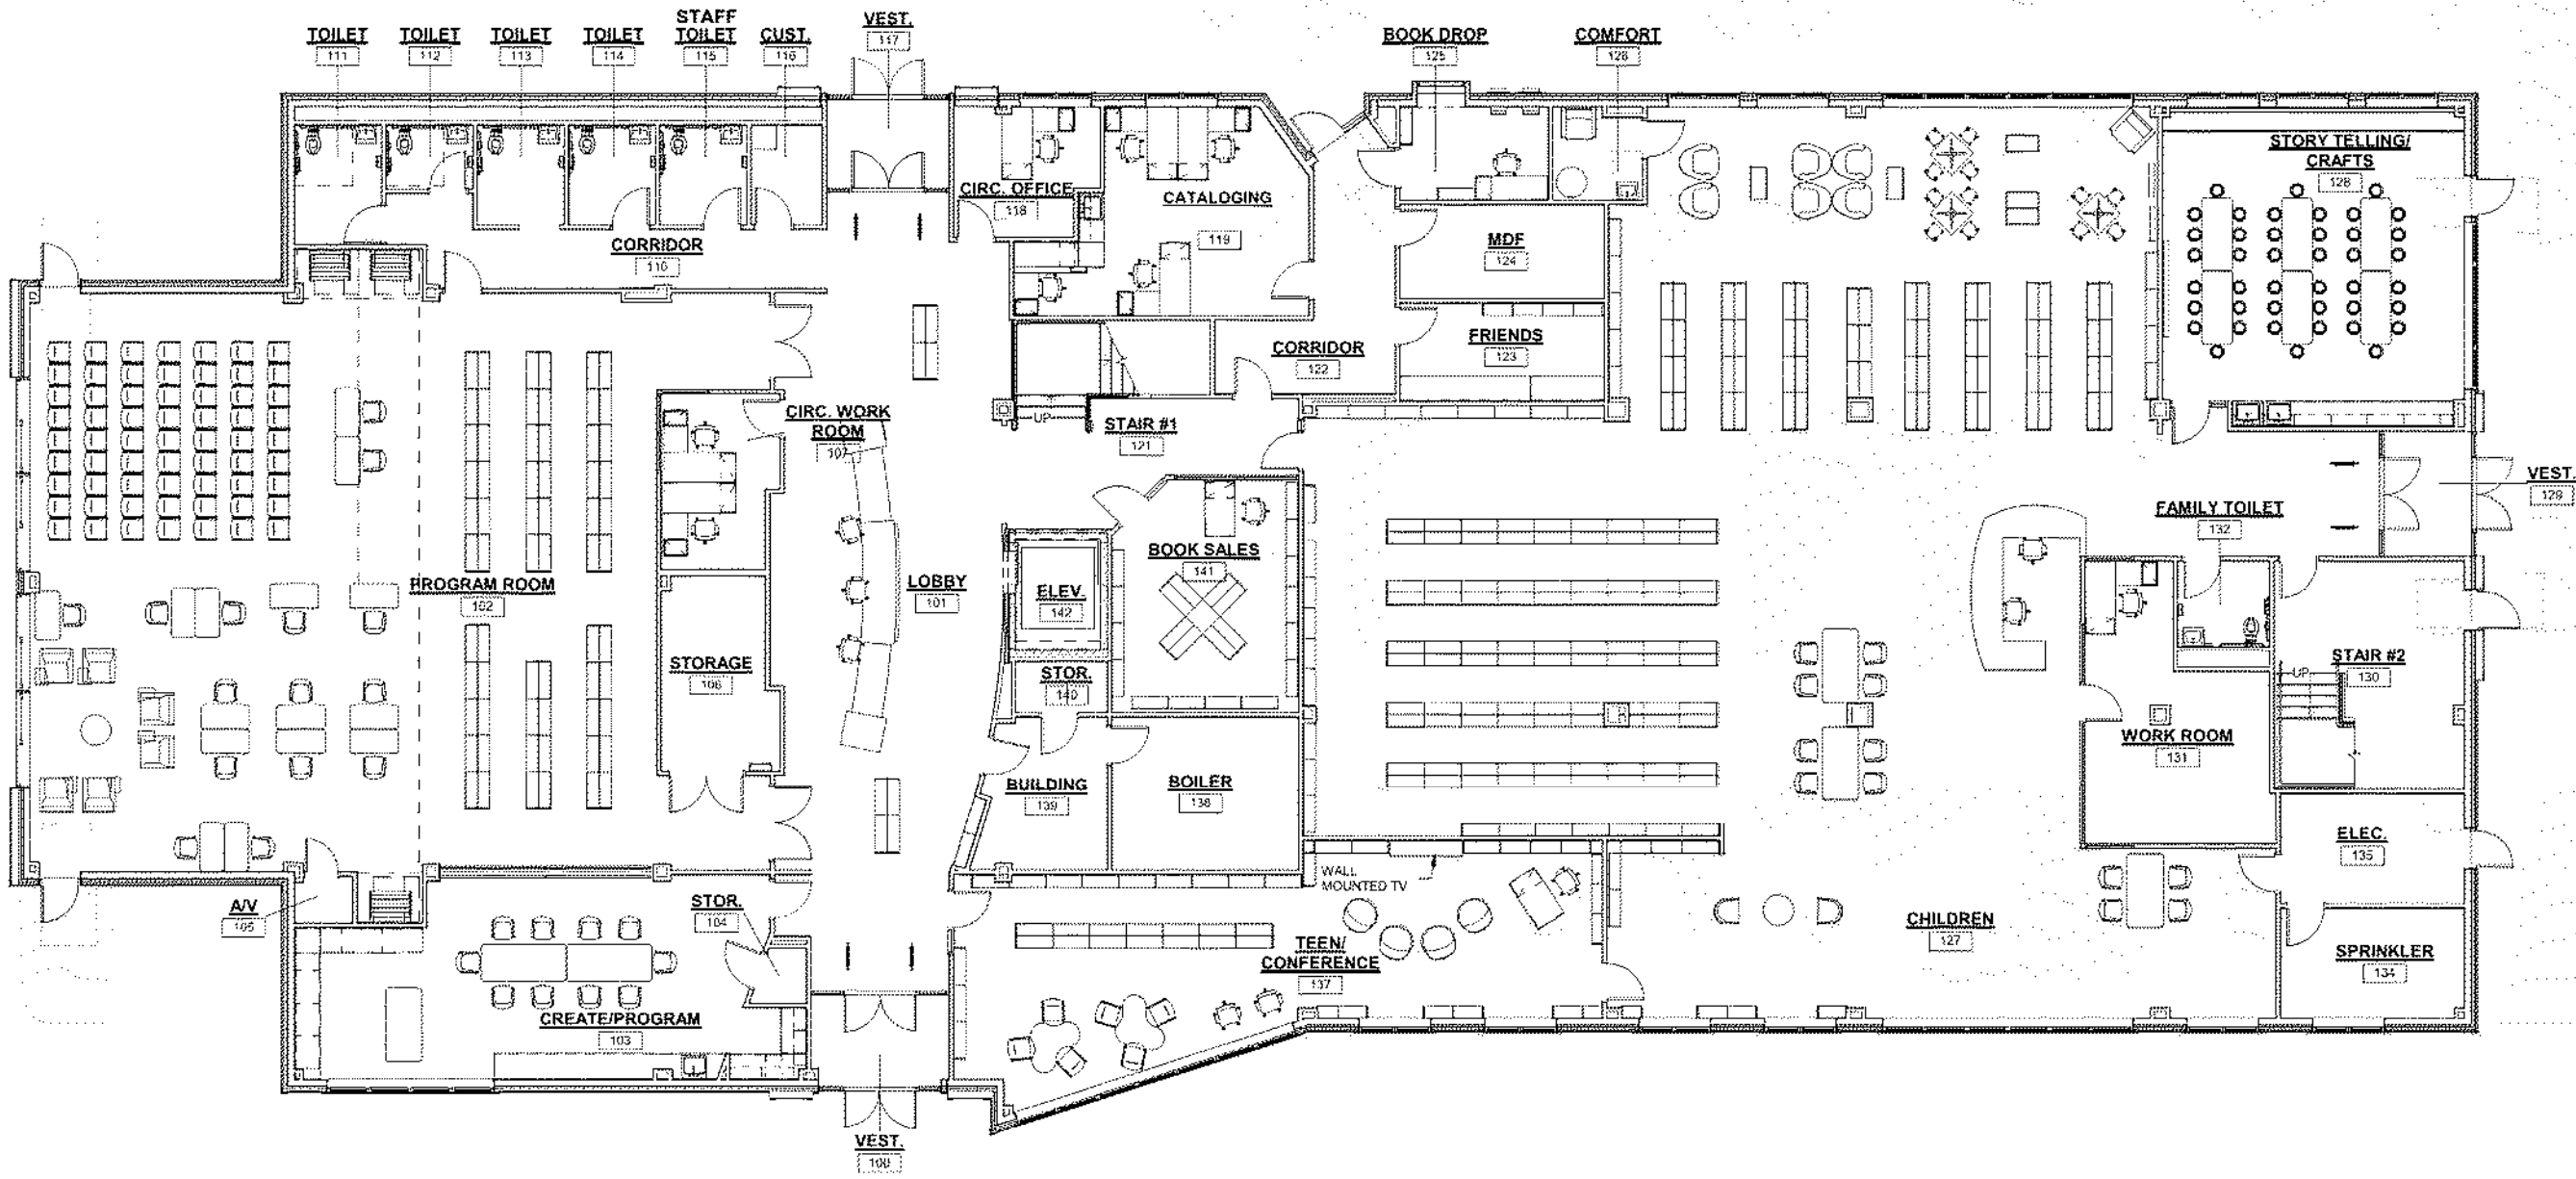 TOILET
111
TOILET
112
TOILET
113
TOILET
114
STAFF
TOILET
115
CUST.
116
VEST.
117
BOOK DROP
125
COMFORT
126
STORY TELLING/
CRAFTS
128
CIRC. OFFICE
118
CATALOGING
119
CORRIDOR
110
MDF
124
FRIENDS
123
CORRIDOR
122
UP
STAIR #1
121
CIRC. WORK
ROOM
107
VEST.
129
FAMILY TOILET
132
BOOK SALES
141
ELEV.
142
LOBBY
101
PROGRAM ROOM
102
STORAGE
106
STOR.
140
UP
STAIR #2
130
WORK ROOM
131
BUILDING
139
BOILER
138
ELEC.
135
WALL
MOUNTED TV
A/V
105
STOR.
104
CHILDREN
127
TEEN/
CONFERENCE
137
SPRINKLER
134
CREATE/PROGRAM
103
VEST.
100